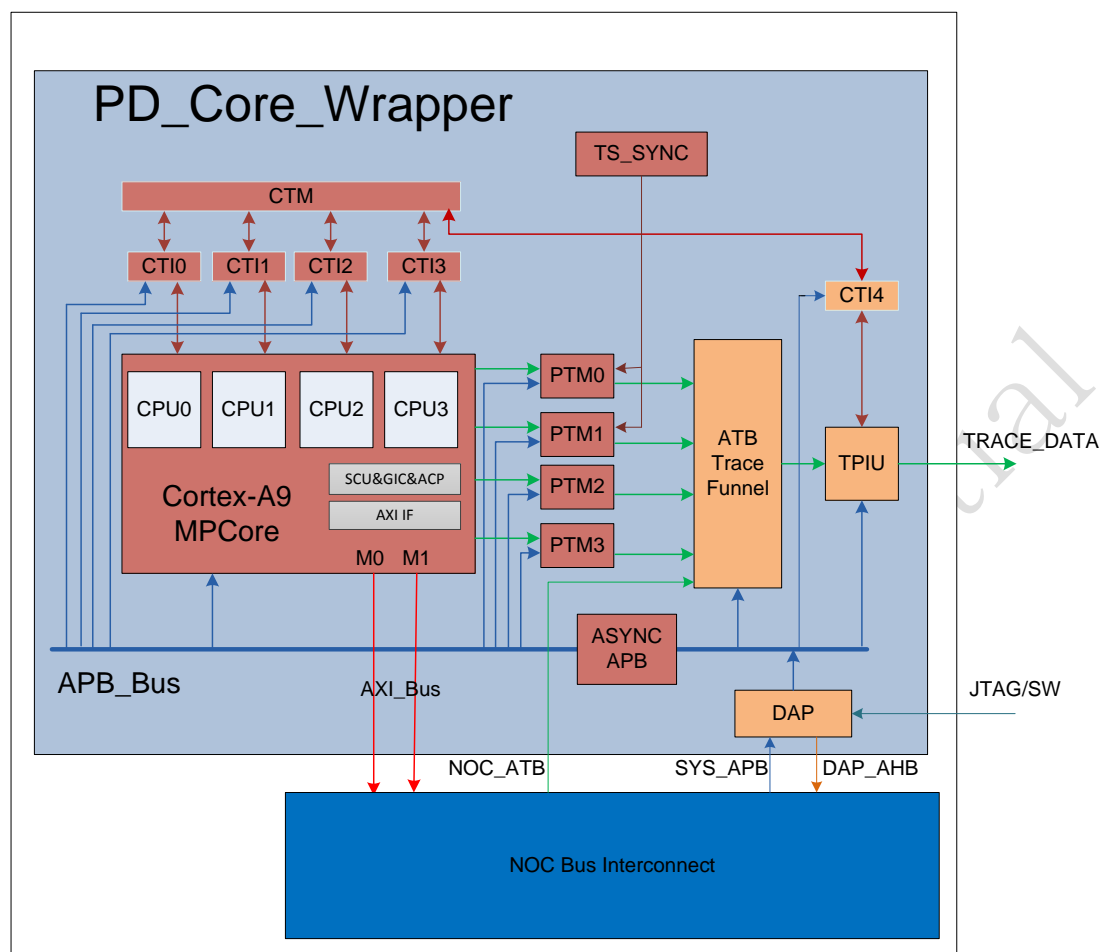 PD_Core_Wrapper
TS_SYNC
CTM
CTI0
CTI1
CTI2
CTI3
CTI4
CPU0
CPU1
CPU2
CPU3
SCU&GIC&ACP
AXI IF
Cortex-A9
MPCore
M0
M1
PTM0
PTM1
PTM2
PTM3
ATB
Trace
Funnel
TPIU
TRACE_DATA
ASYNC
APB
APB_Bus
AXI_Bus
DAP
JTAG/SW
NOC_ATB
SYS_APB
DAP_AHB
NOC Bus Interconnect